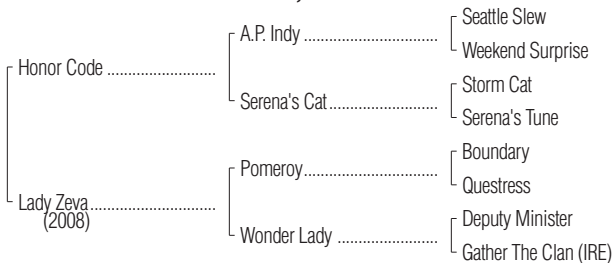 Seattle Slew
A.P. Indy
Weekend Surprise
Honor Code
Storm Cat
Serena's Cat
Serena's Tune
Boundary
Pomeroy
Questress
Lady Zeva
(2008)
Deputy Minister
Wonder Lady
Gather The Clan (IRE)